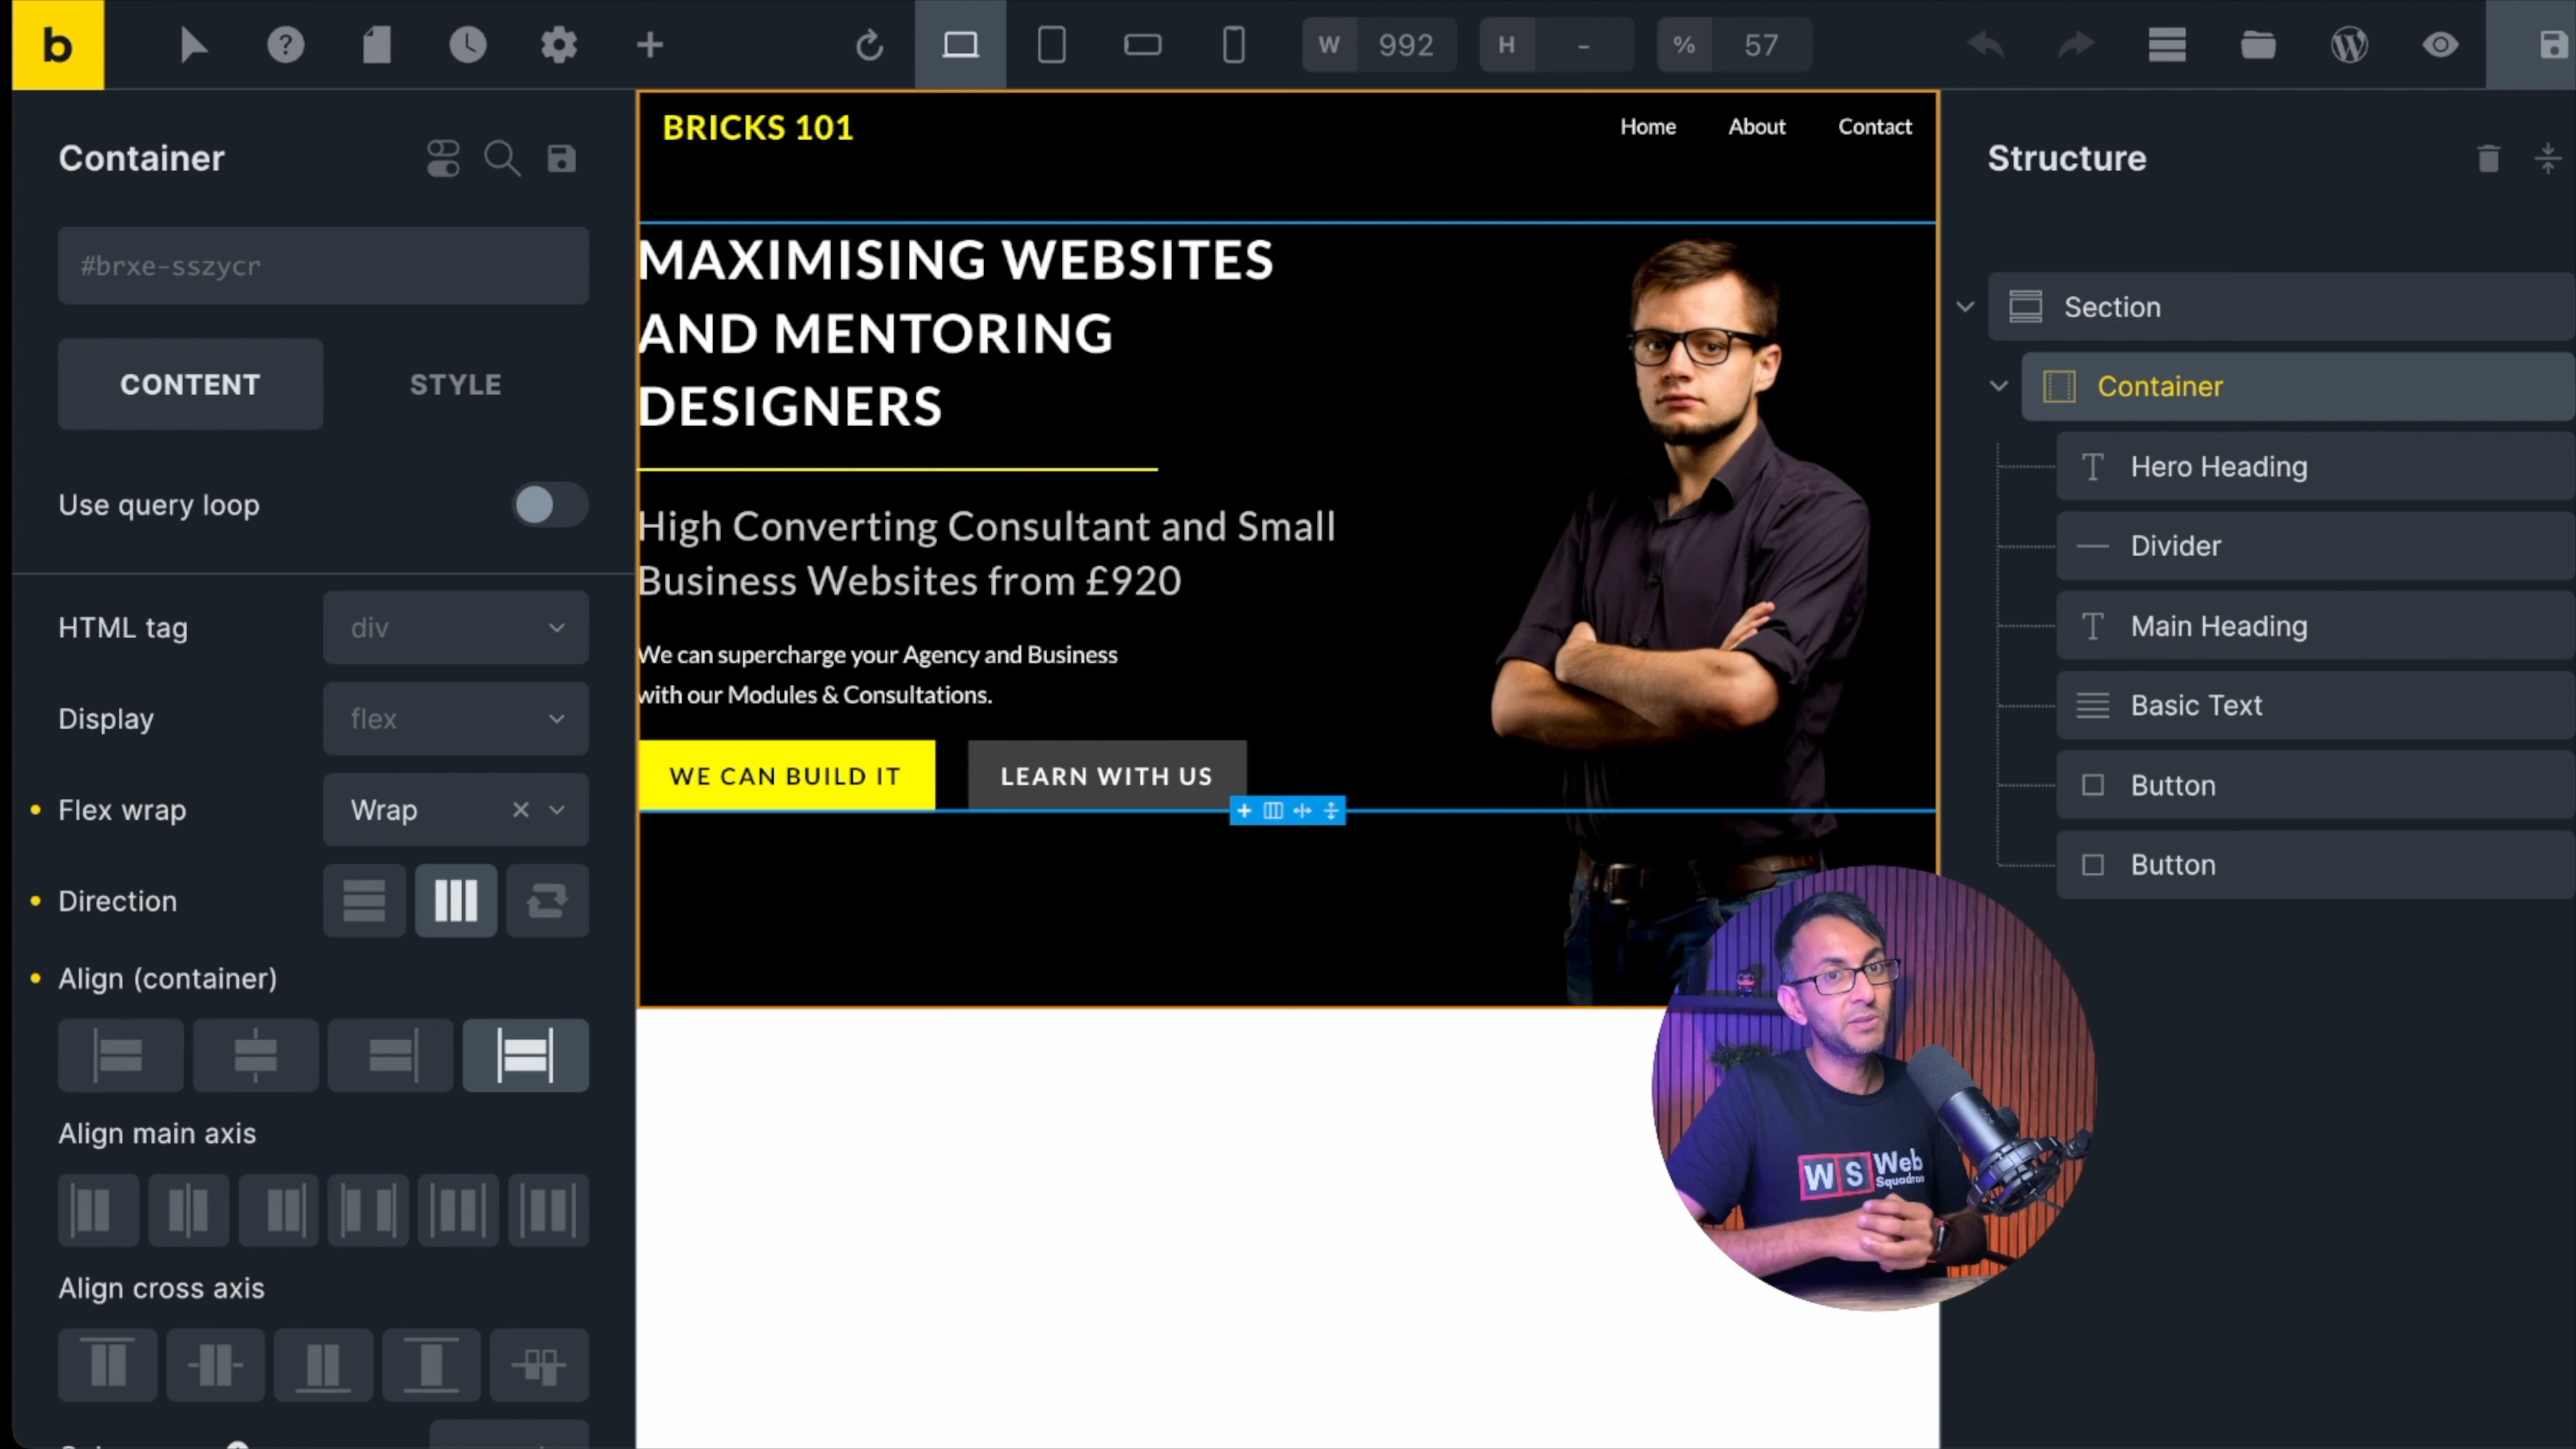 b
?
W 992
H -
% 57
Container
#brxe-sszycr
CONTENT
STYLE
Use query loop
HTML tag
div
Display
flex
Flex wrap
Wrap
Direction
Align (container)
Align main axis
Align cross axis
BRICKS 101
Home
About
Contact
MAXIMISING WEBSITES
AND MENTORING
DESIGNERS
High Converting Consultant and Small
Business Websites from £920
We can supercharge your Agency and Business
with our Modules & Consultations.
WE CAN BUILD IT
LEARN WITH US
Structure
Section
Container
Hero Heading
Divider
Main Heading
Basic Text
Button
Button
WS Web
Squadron